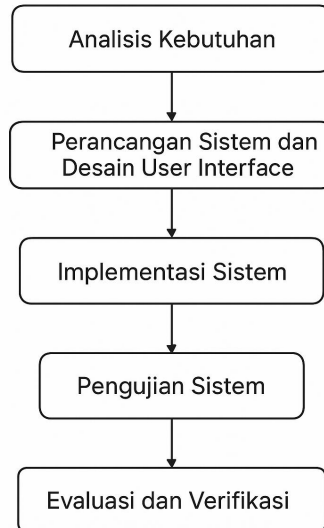 Analisis Kebutuhan
Perancangan Sistem dan
Desain User Interface
Implementasi Sistem
Pengujian Sistem
Evaluasi dan Verifikasi